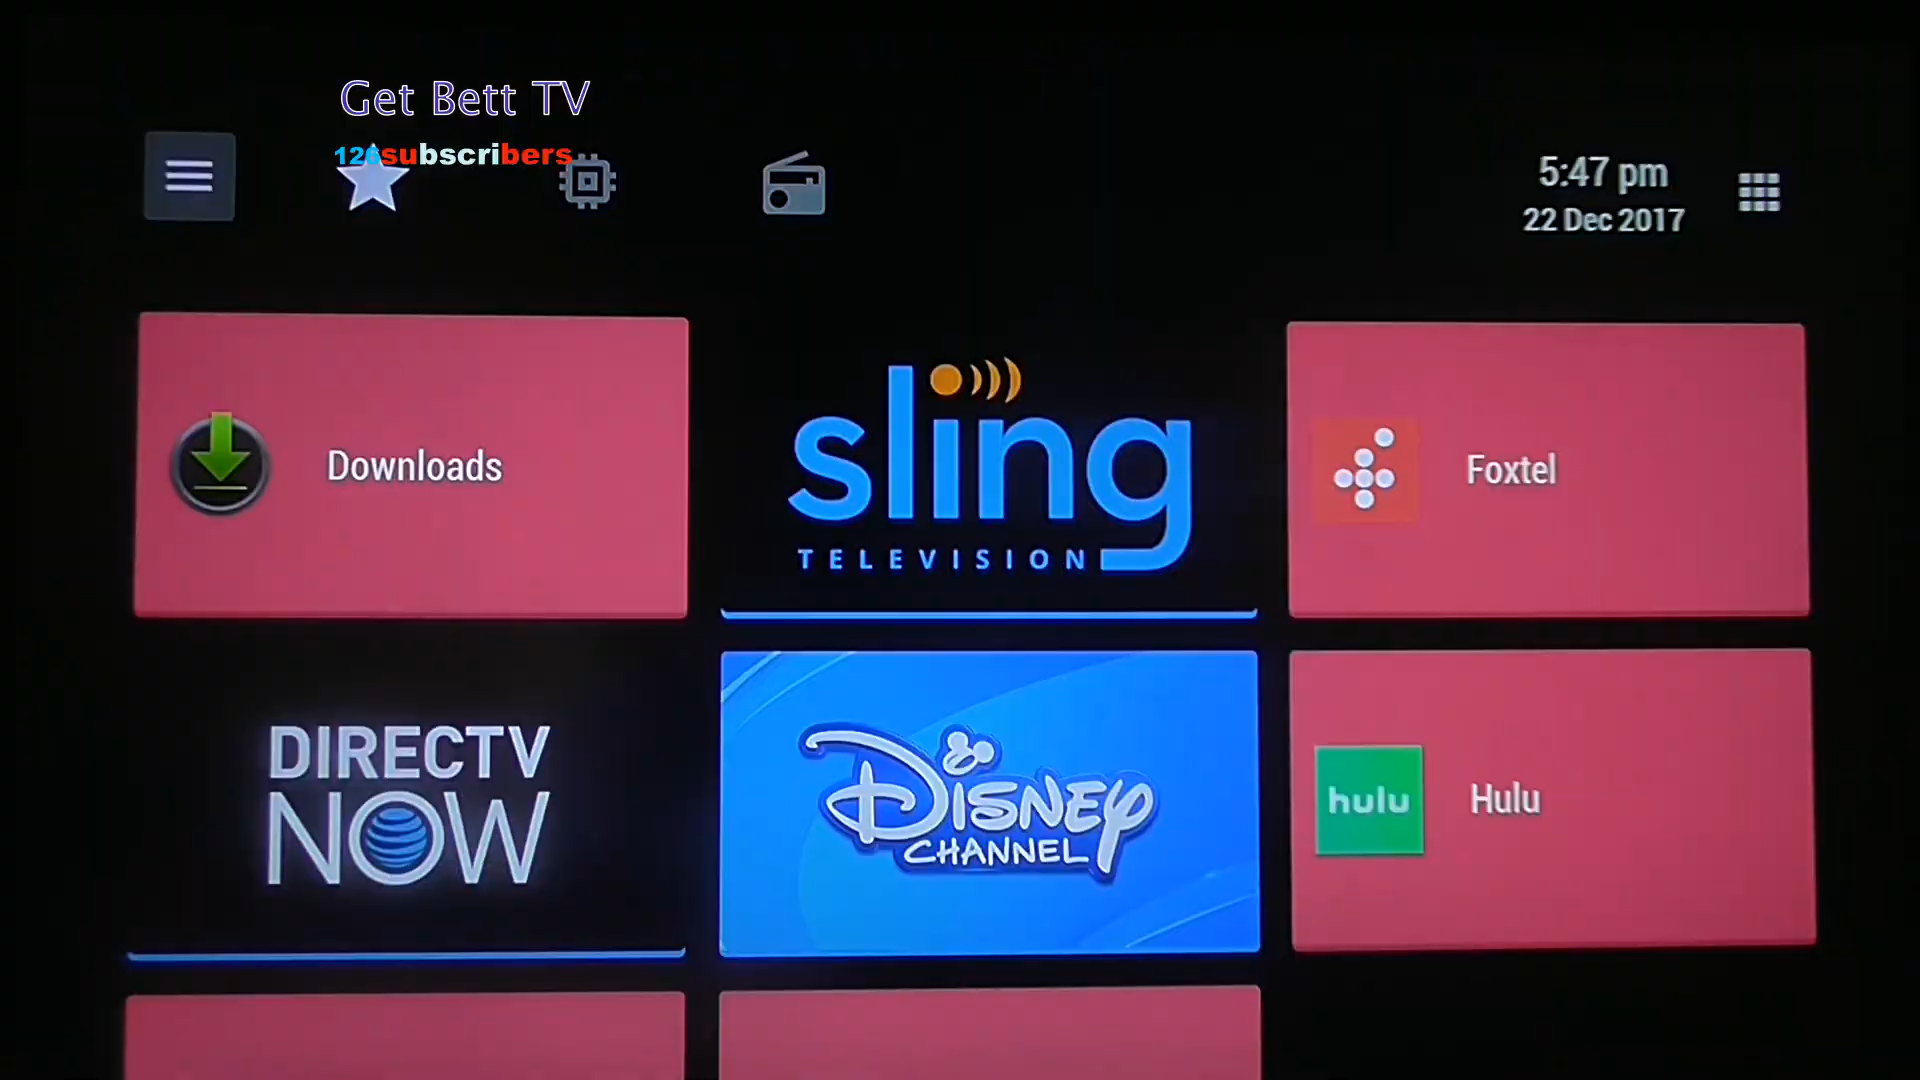 Get Bett TV
126subscribers
5:47 pm
22 Dec 2017
Downloads
sling
TELEVISION
Foxtel
DIRECTV
NOW
DISNEY
CHANNEL
hulu
Hulu